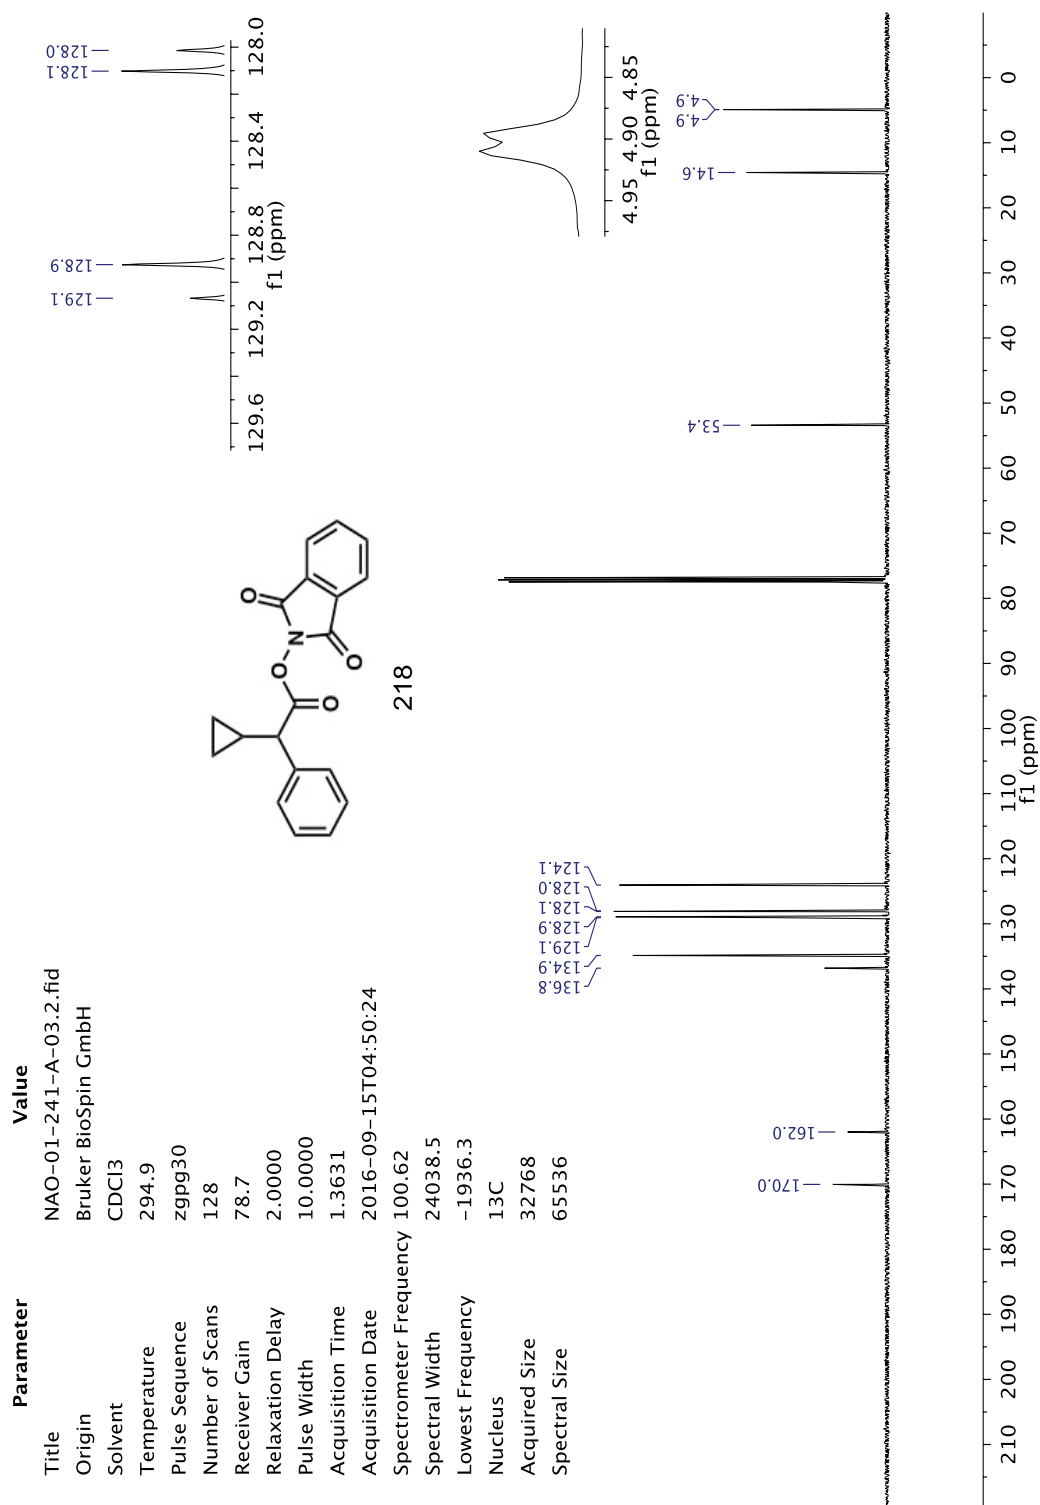 Parameter Value
Title NAO-01-241-A-03.2.fid
Origin Bruker BioSpin GmbH
Solvent CDCl3
Temperature 294.9
Pulse Sequence zgpg30
Number of Scans 128
Receiver Gain 78.7
Relaxation Delay 2.0000
Pulse Width 10.0000
Acquisition Time 1.3631
Acquisition Date 2016-09-15T04:50:24
Spectrometer Frequency 100.62
Spectral Width 24038.5
Lowest Frequency -1936.3
Nucleus 13C
Acquired Size 32768
Spectral Size 65536
O
N
O
O
O
218
129.1
128.9
128.1
128.0
129.6 129.2 128.8 128.4 128.0
f1 (ppm)
4.95 4.90 4.85
f1 (ppm)
170.0
162.0
136.8
134.9
129.1
128.9
128.1
128.0
124.1
53.4
14.6
4.9
4.9
210 200 190 180 170 160 150 140 130 120 110 100 90 80 70 60 50 40 30 20 10 0
f1 (ppm)